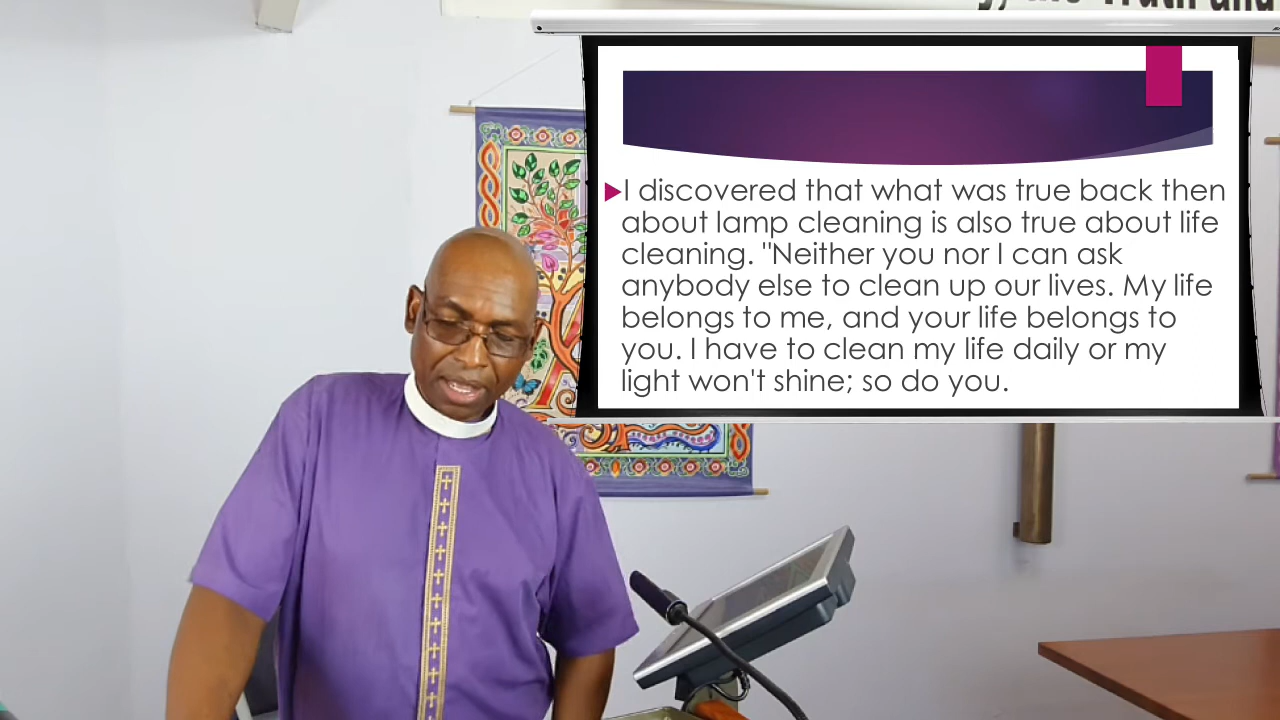 Truth and
I discovered that what was true back then
about lamp cleaning is also true about life
cleaning. "Neither you nor I can ask
anybody else to clean up our lives. My life
belongs to me, and your life belongs to
you. I have to clean my life daily or my
light won't shine; so do you.